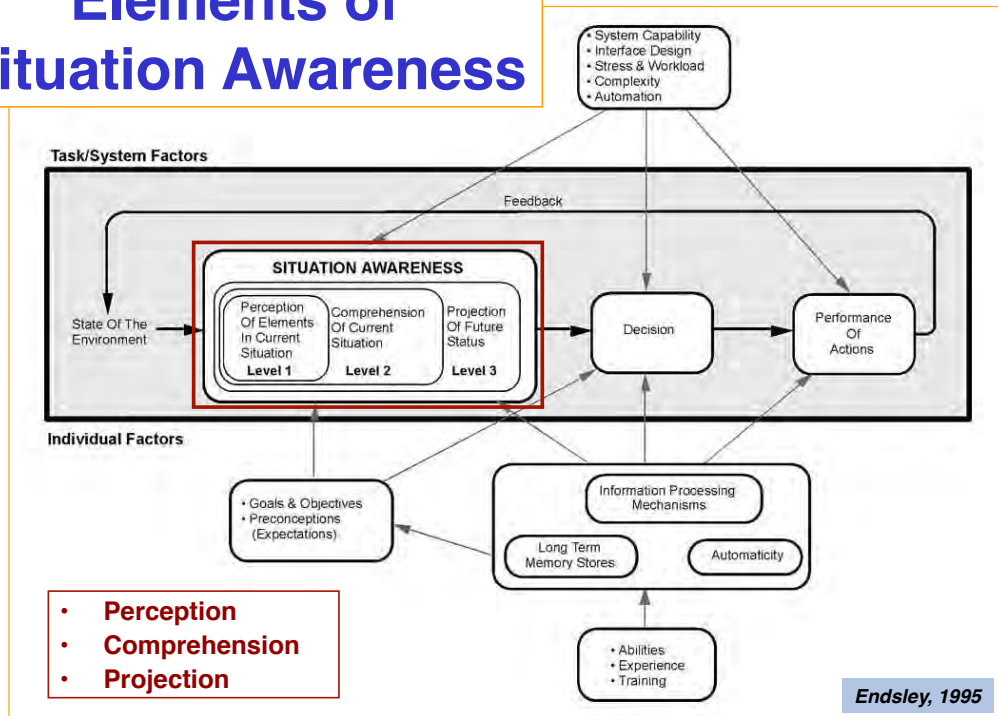 Elements of
ituation Awareness
• System Capability
• Interface Design
• Stress & Workload
• Complexity
• Automation
Task/System Factors
Feedback
SITUATION AWARENESS
State Of The
Environment
Perception
Of Elements
In Current
Situation
Level 1
Comprehension
Of Current
Situation
Level 2
Projection
Of Future
Status
Level 3
Decision
Performance
Of
Actions
Individual Factors
• Goals & Objectives
• Preconceptions
(Expectations)
Information Processing
Mechanisms
Long Term
Memory Stores
Automaticity
• Abilities
• Experience
• Training
• Perception
• Comprehension
• Projection
Endsley, 1995